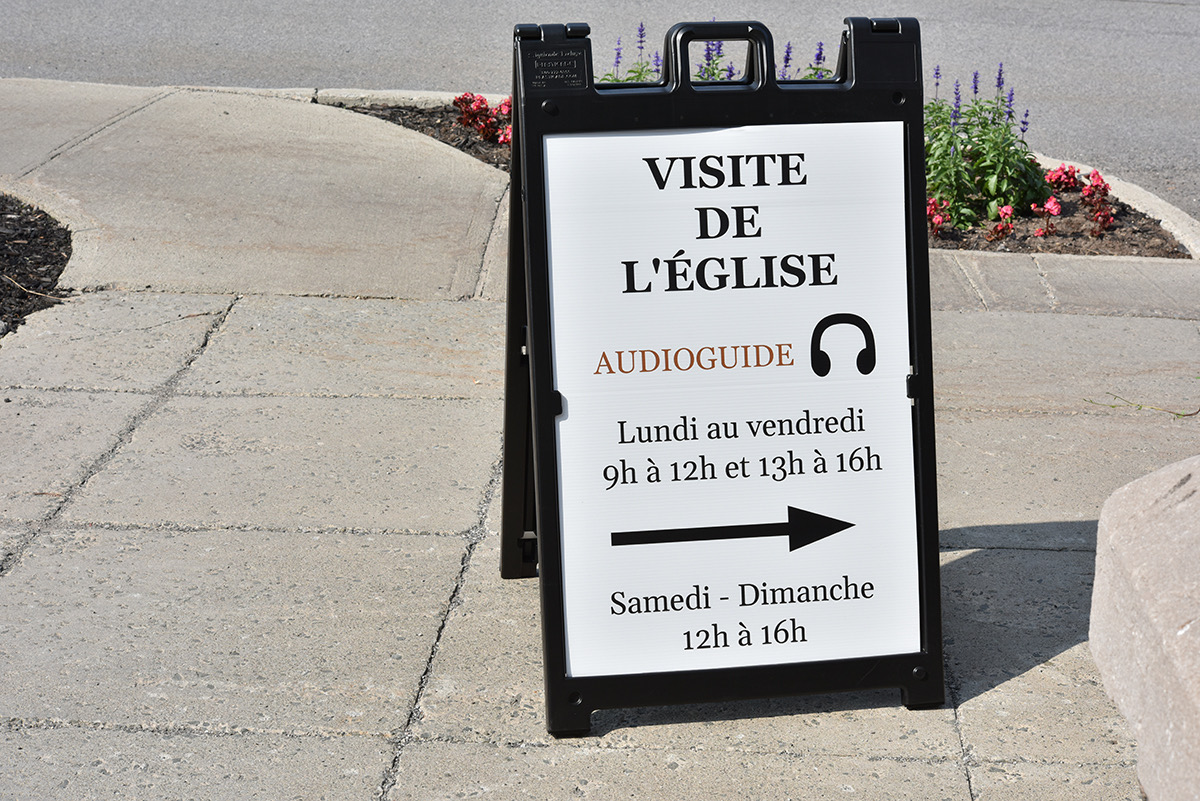 VISITE
DE
L'ÉGLISE
AUDIOGUIDE
Lundi au vendredi
9h à 12h et 13h à 16h
Samedi - Dimanche
12h à 16h